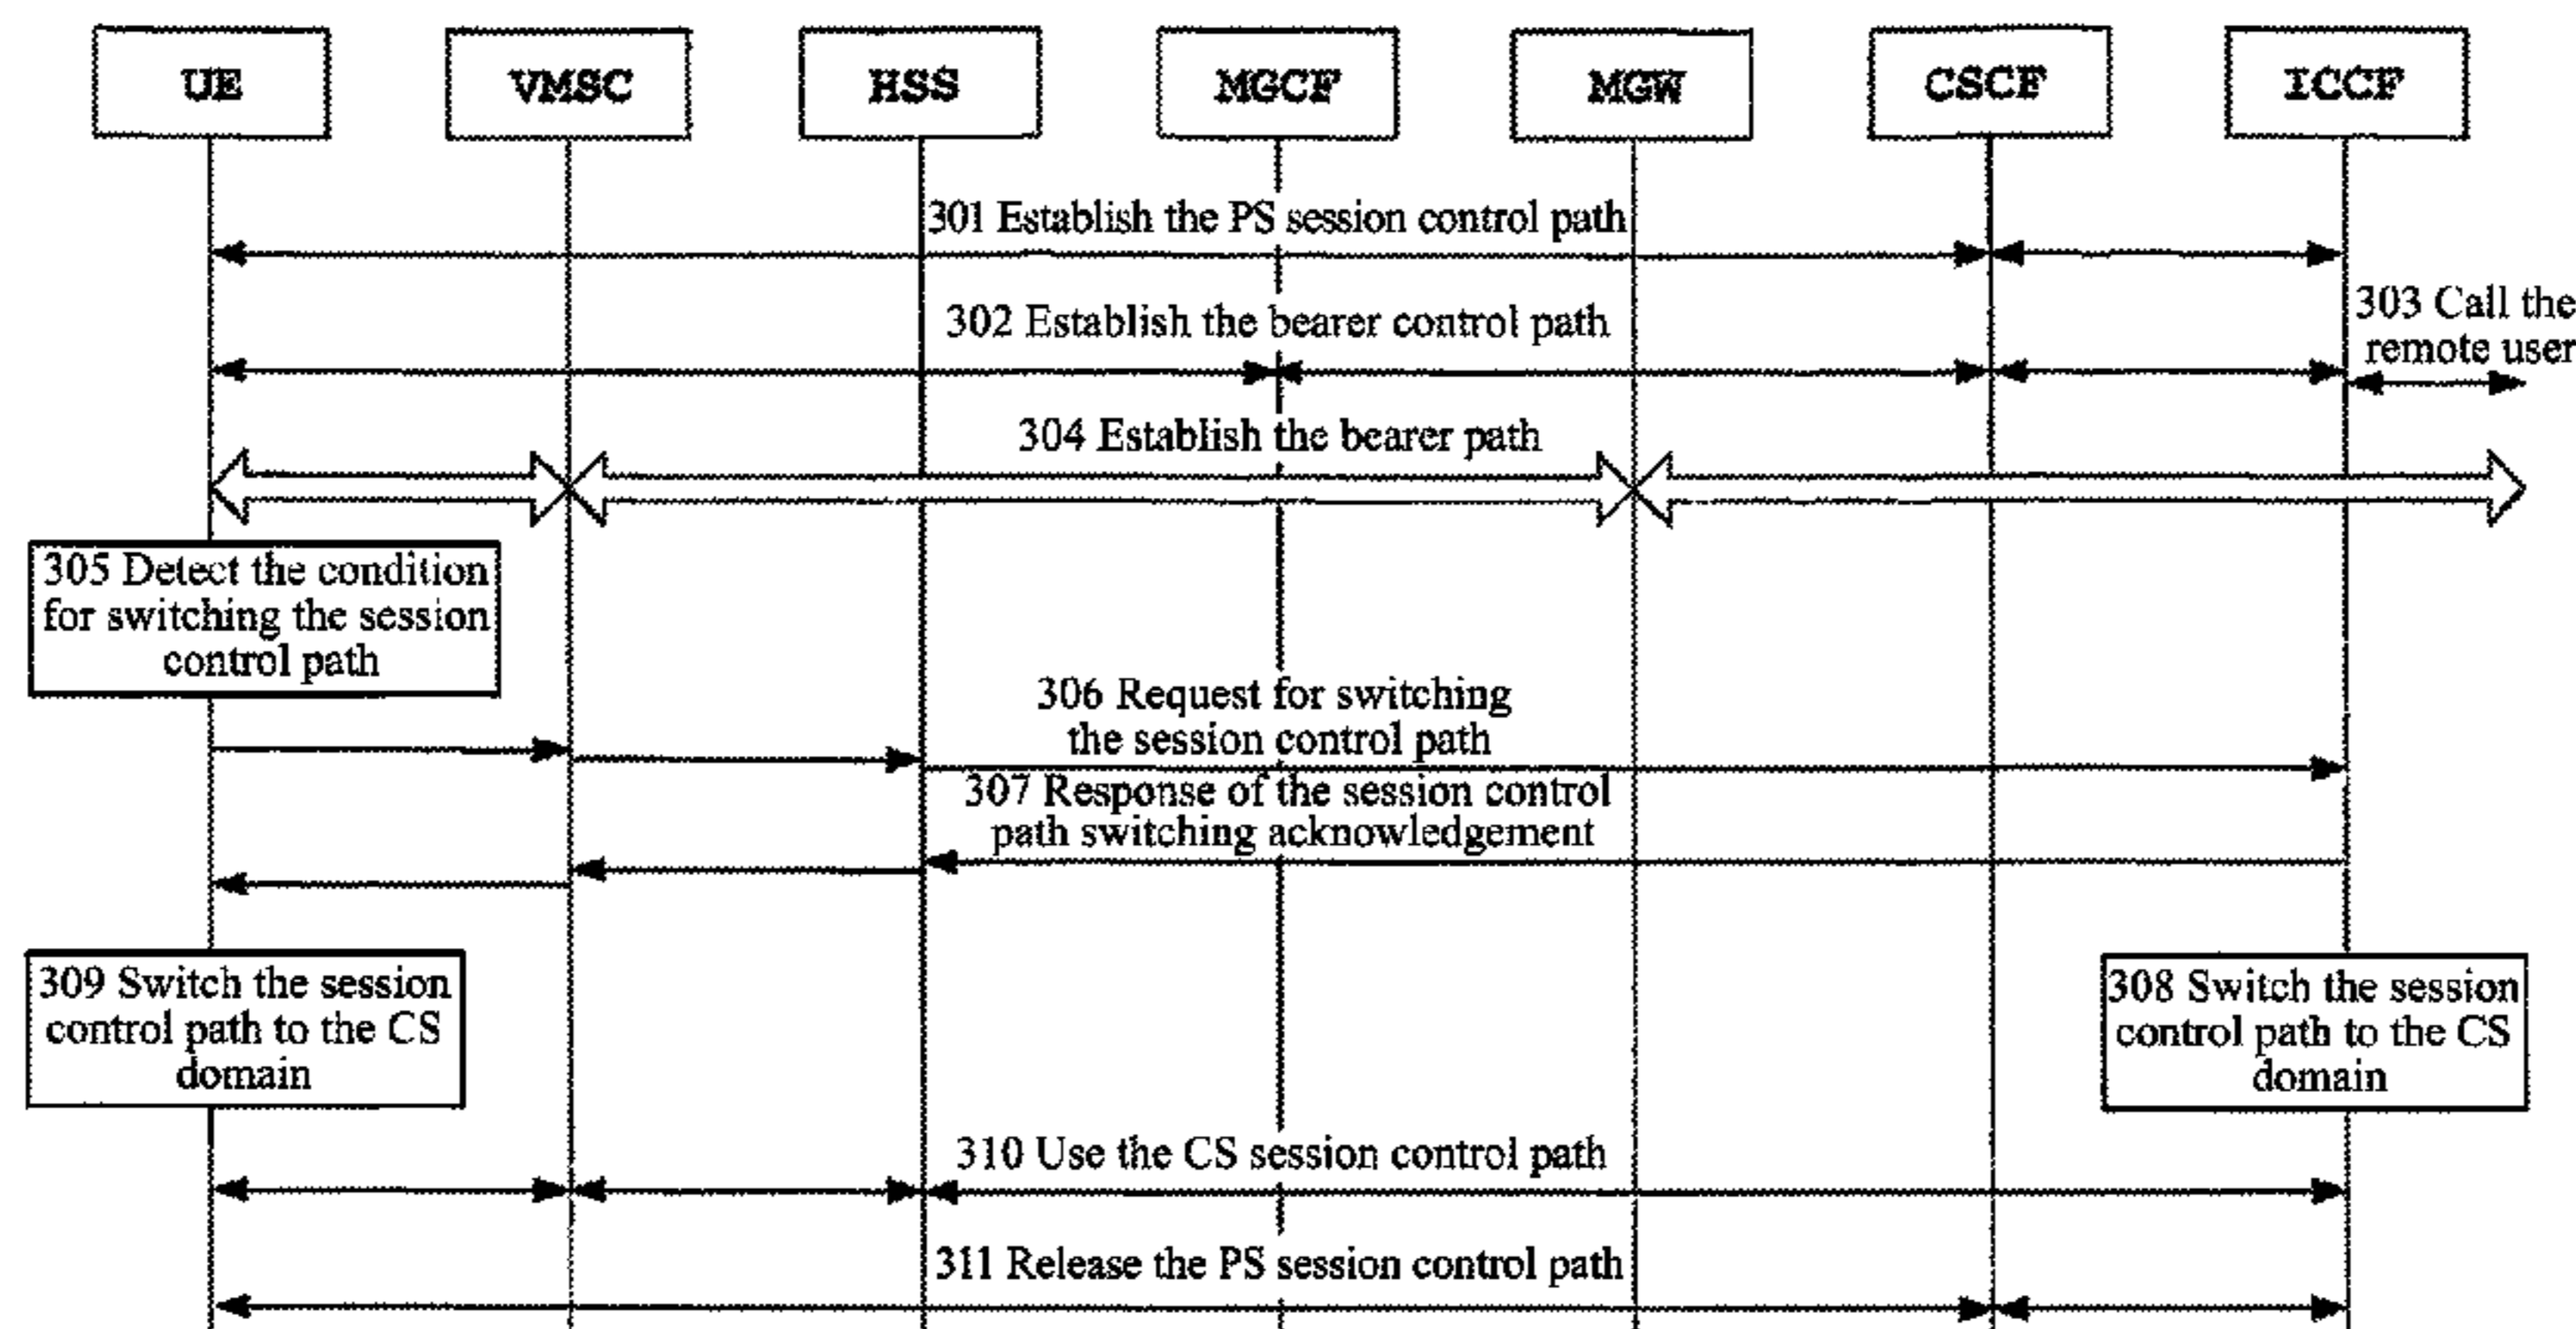 UE
VMSC
HSS
MGCF
MGW
CSCF
ICCF
301 Establish the PS session control path
302 Establish the bearer control path
303 Call the
remote user
304 Establish the bearer path
305 Detect the condition
for switching the session
control path
306 Request for switching
the session control path
307 Response of the session control
path switching acknowledgement
309 Switch the session
control path to the CS
domain
308 Switch the session
control path to the CS
domain
310 Use the CS session control path
311 Release the PS session control path